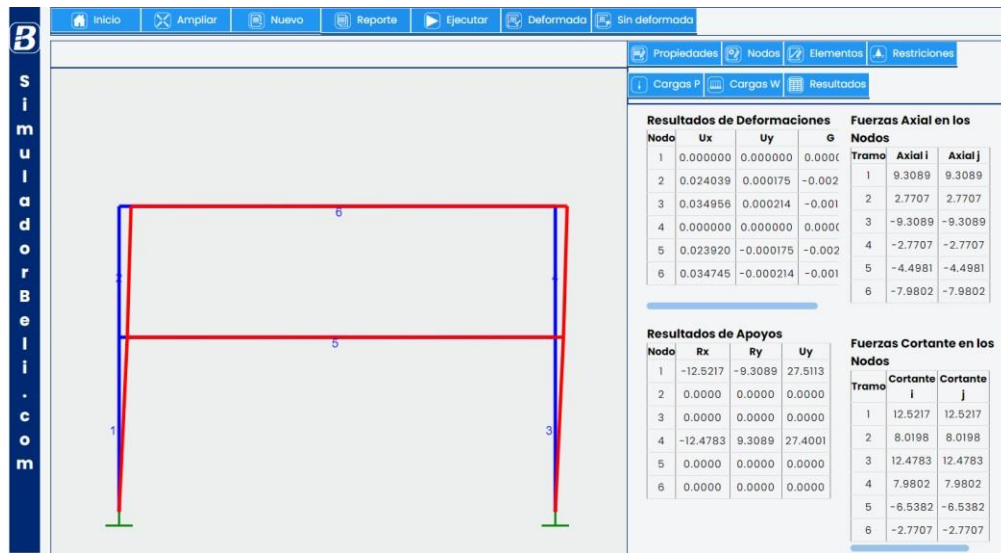 Inicio Ampliar Nuevo Reporte Ejecutar Deformada Sin deformada
B
SimuladorBeli.com
Propiedades Nodos Elementos Restriciones
Cargas P Cargas W Resultados
Resultados de Deformaciones
Nodo Ux Uy G
1 0.000000 0.000000 0.000(
2 0.024039 0.000175 -0.002
3 0.034956 0.000214 -0.001
4 0.000000 0.000000 0.000(
5 0.023920 -0.000175 -0.002
6 0.034745 -0.000214 -0.001
Fuerzas Axial en los
Nodos
Tramo Axial i Axial j
1 9.3089 9.3089
2 2.7707 2.7707
3 -9.3089 -9.3089
4 -2.7707 -2.7707
5 -4.4981 -4.4981
6 -7.9802 -7.9802
Resultados de Apoyos
Nodo Rx Ry Uy
1 -12.5217 -9.3089 27.5113
2 0.0000 0.0000 0.0000
3 0.0000 0.0000 0.0000
4 -12.4783 9.3089 27.4001
5 0.0000 0.0000 0.0000
6 0.0000 0.0000 0.0000
Fuerzas Cortante en los
Nodos
Tramo Cortante i Cortante j
1 12.5217 12.5217
2 8.0198 8.0198
3 12.4783 12.4783
4 7.9802 7.9802
5 -6.5382 -6.5382
6 -2.7707 -2.7707
6
2
4
5
1
3